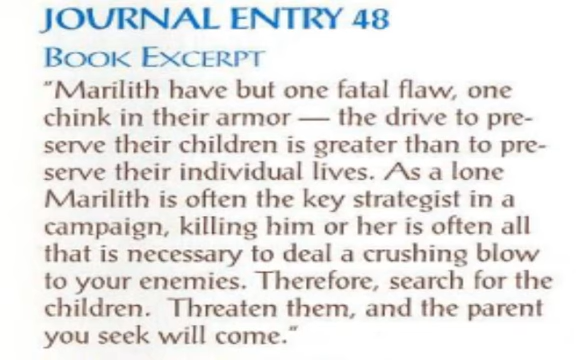 JOURNAL ENTRY 48
BOOK EXCERPT
"Marilith have but one fatal flaw, one
chink in their armor — the drive to pre-
serve their children is greater than to pre-
serve their individual lives. As a lone
Marilith is often the key strategist in a
campaign, killing him or her is often all
that is necessary to deal a crushing blow
to your enemies. Therefore, search for the
children. Threaten them, and the parent
you seek will come."